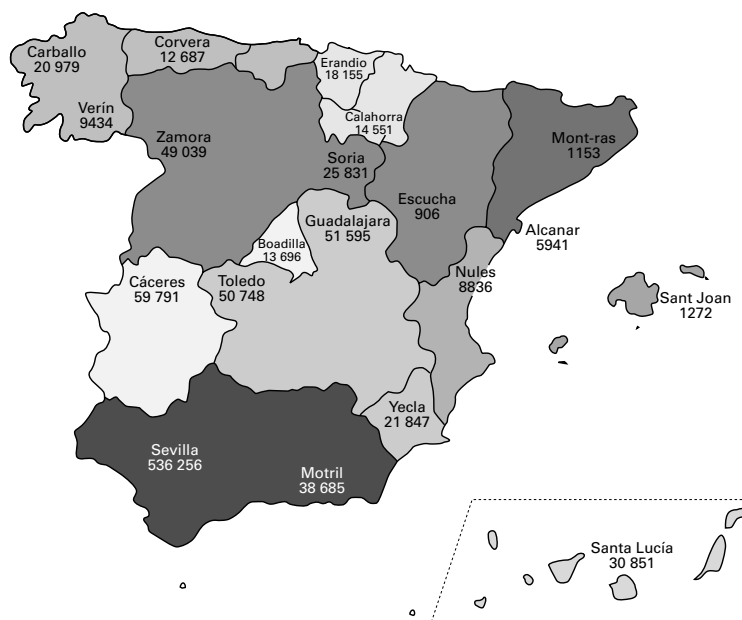 Carballo
20 979
Corvera
12 687
Erandio
18 155
Verín
9434
Calahorra
14 551
Zamora
49 039
Mont-ras
1153
Soria
25 831
Escucha
906
Guadalajara
51 595
Alcanar
5941
Boadilla
13 696
Cáceres
59 791
Toledo
50 748
Nules
8836
Sant Joan
1272
Yecla
21 847
Sevilla
536 256
Motril
38 685
Santa Lucía
30 851